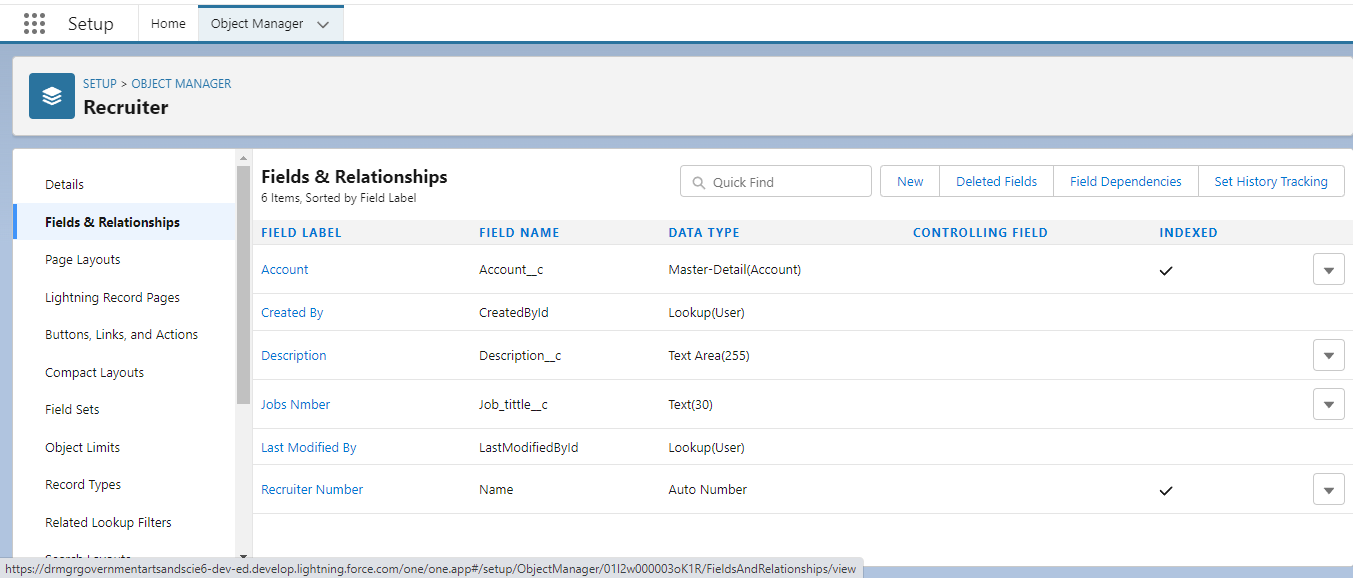 Setup Home Object Manager
SETUP > OBJECT MANAGER
Recruiter
Details
Fields & Relationships
Page Layouts
Lightning Record Pages
Buttons, Links, and Actions
Compact Layouts
Field Sets
Object Limits
Record Types
Related Lookup Filters
Search Layouts
Fields & Relationships
6 Items, Sorted by Field Label
Quick Find New Deleted Fields Field Dependencies Set History Tracking
FIELD LABEL FIELD NAME DATA TYPE CONTROLLING FIELD INDEXED
Account Account__c Master-Detail(Account)
Created By CreatedById Lookup(User)
Description Description__c Text Area(255)
Jobs Nmber Job_tittle__c Text(30)
Last Modified By LastModifiedById Lookup(User)
Recruiter Number Name Auto Number
https://drmgrgovernmentartsandscie6-dev-ed.develop.lightning.force.com/one/one.app#/setup/ObjectManager/01I2w000003oK1R/FieldsAndRelationships/view